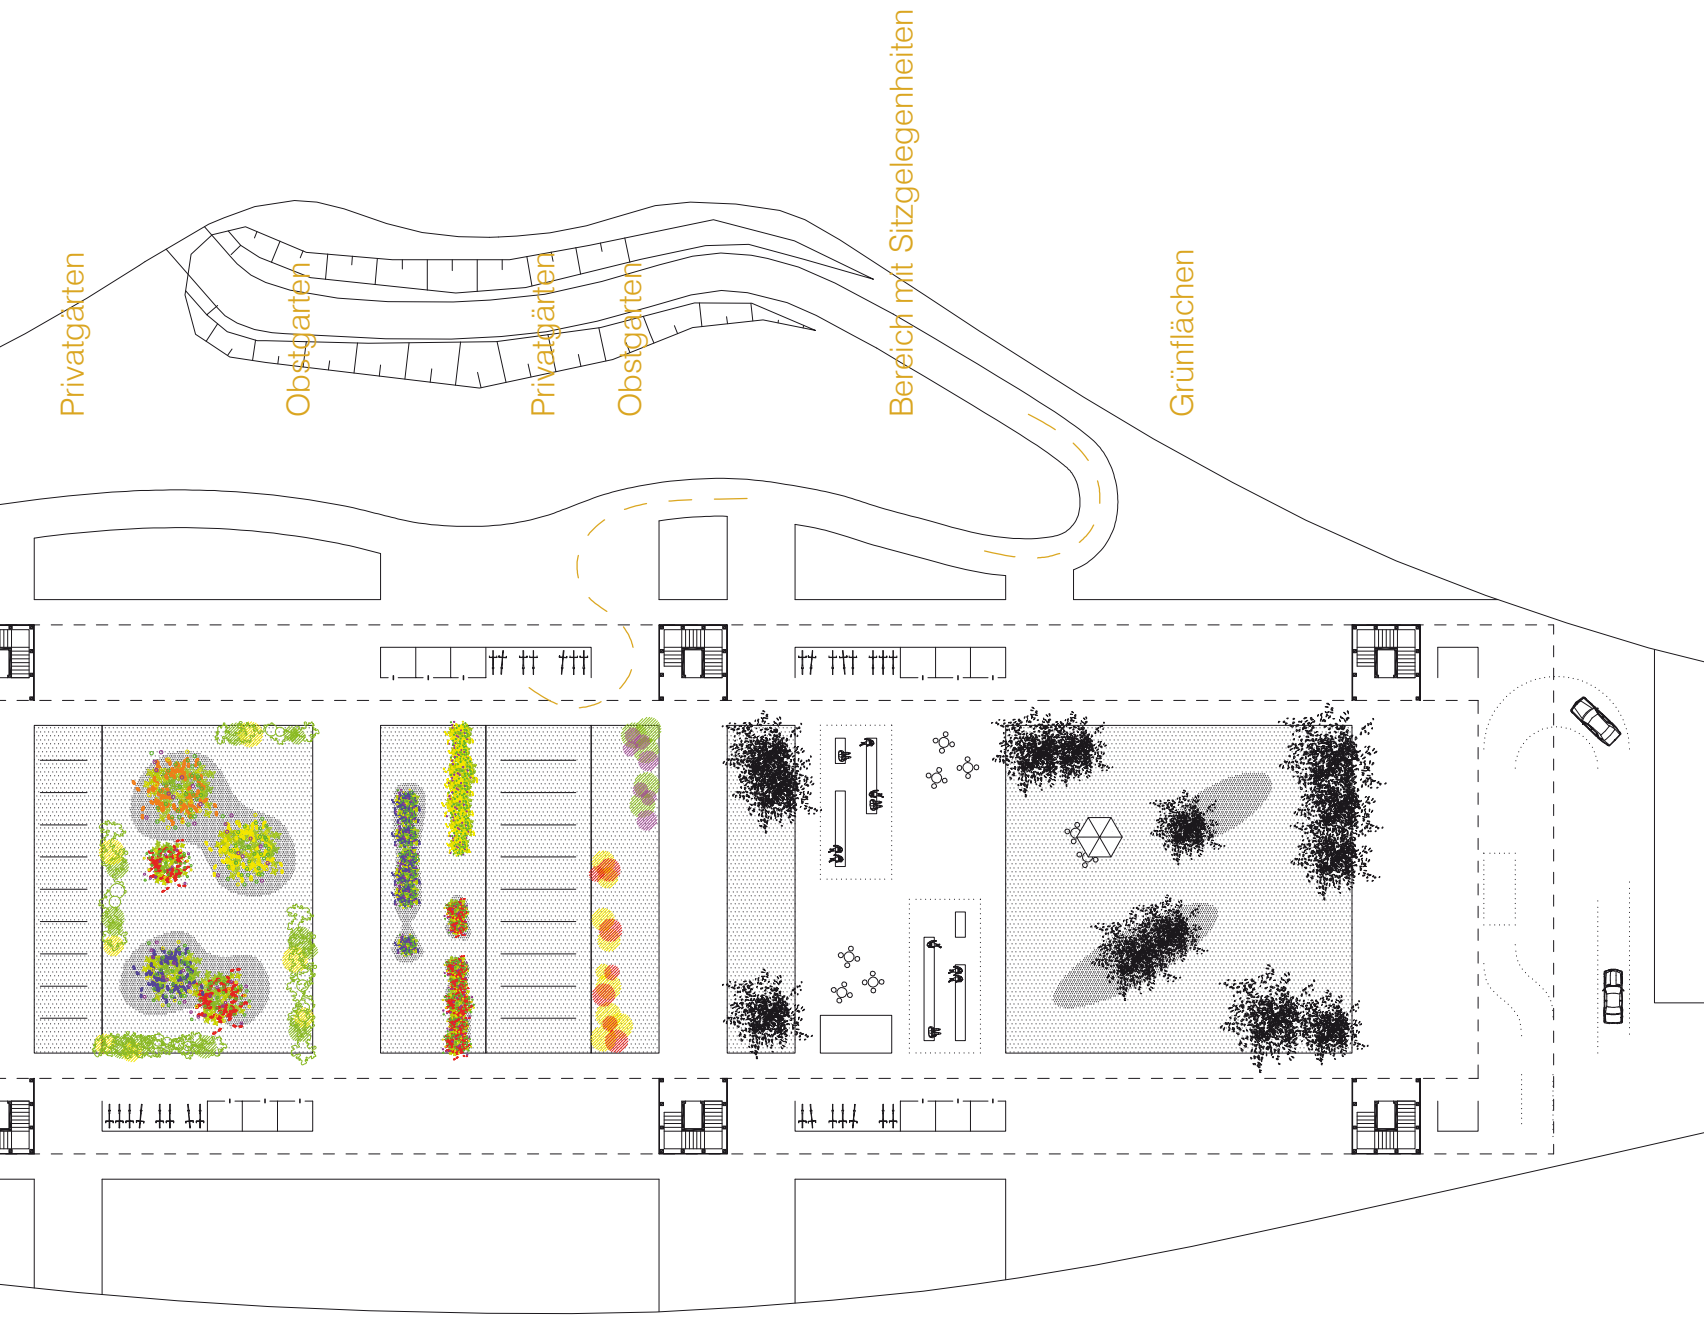 Privatgärten
Obstgarten
Privatgärten
Obstgarten
Bereich mit Sitzgelegenheiten
Grünflächen